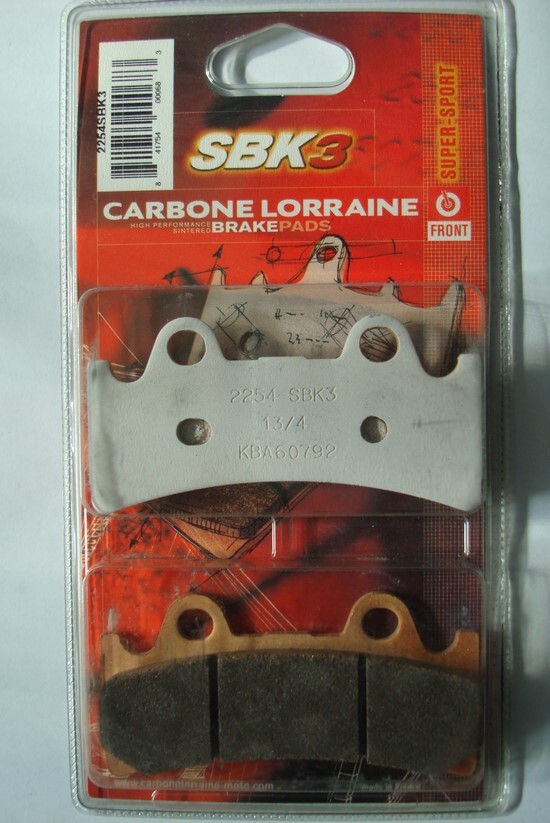 2254SBK3
8 41754 00068 3
SUPER-SPORT
SBK3
CARBONE LORRAINE
HIGH PERFORMANCE
SINTERED BRAKEPADS
FRONT
2254 SBK3
13/4
KBA60792
www.carbonelorraine-moto.com